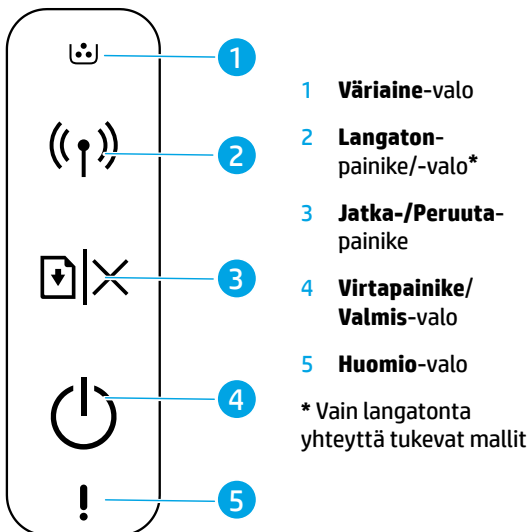 1
2
3
4
5
1 Väriaine-valo
2 Langaton-
painike/-valo*
3 Jatka-/Peruuta-
painike
4 Virtapainike/
Valmis-valo
5 Huomio-valo
* Vain langatonta
yhteyttä tukevat mallit